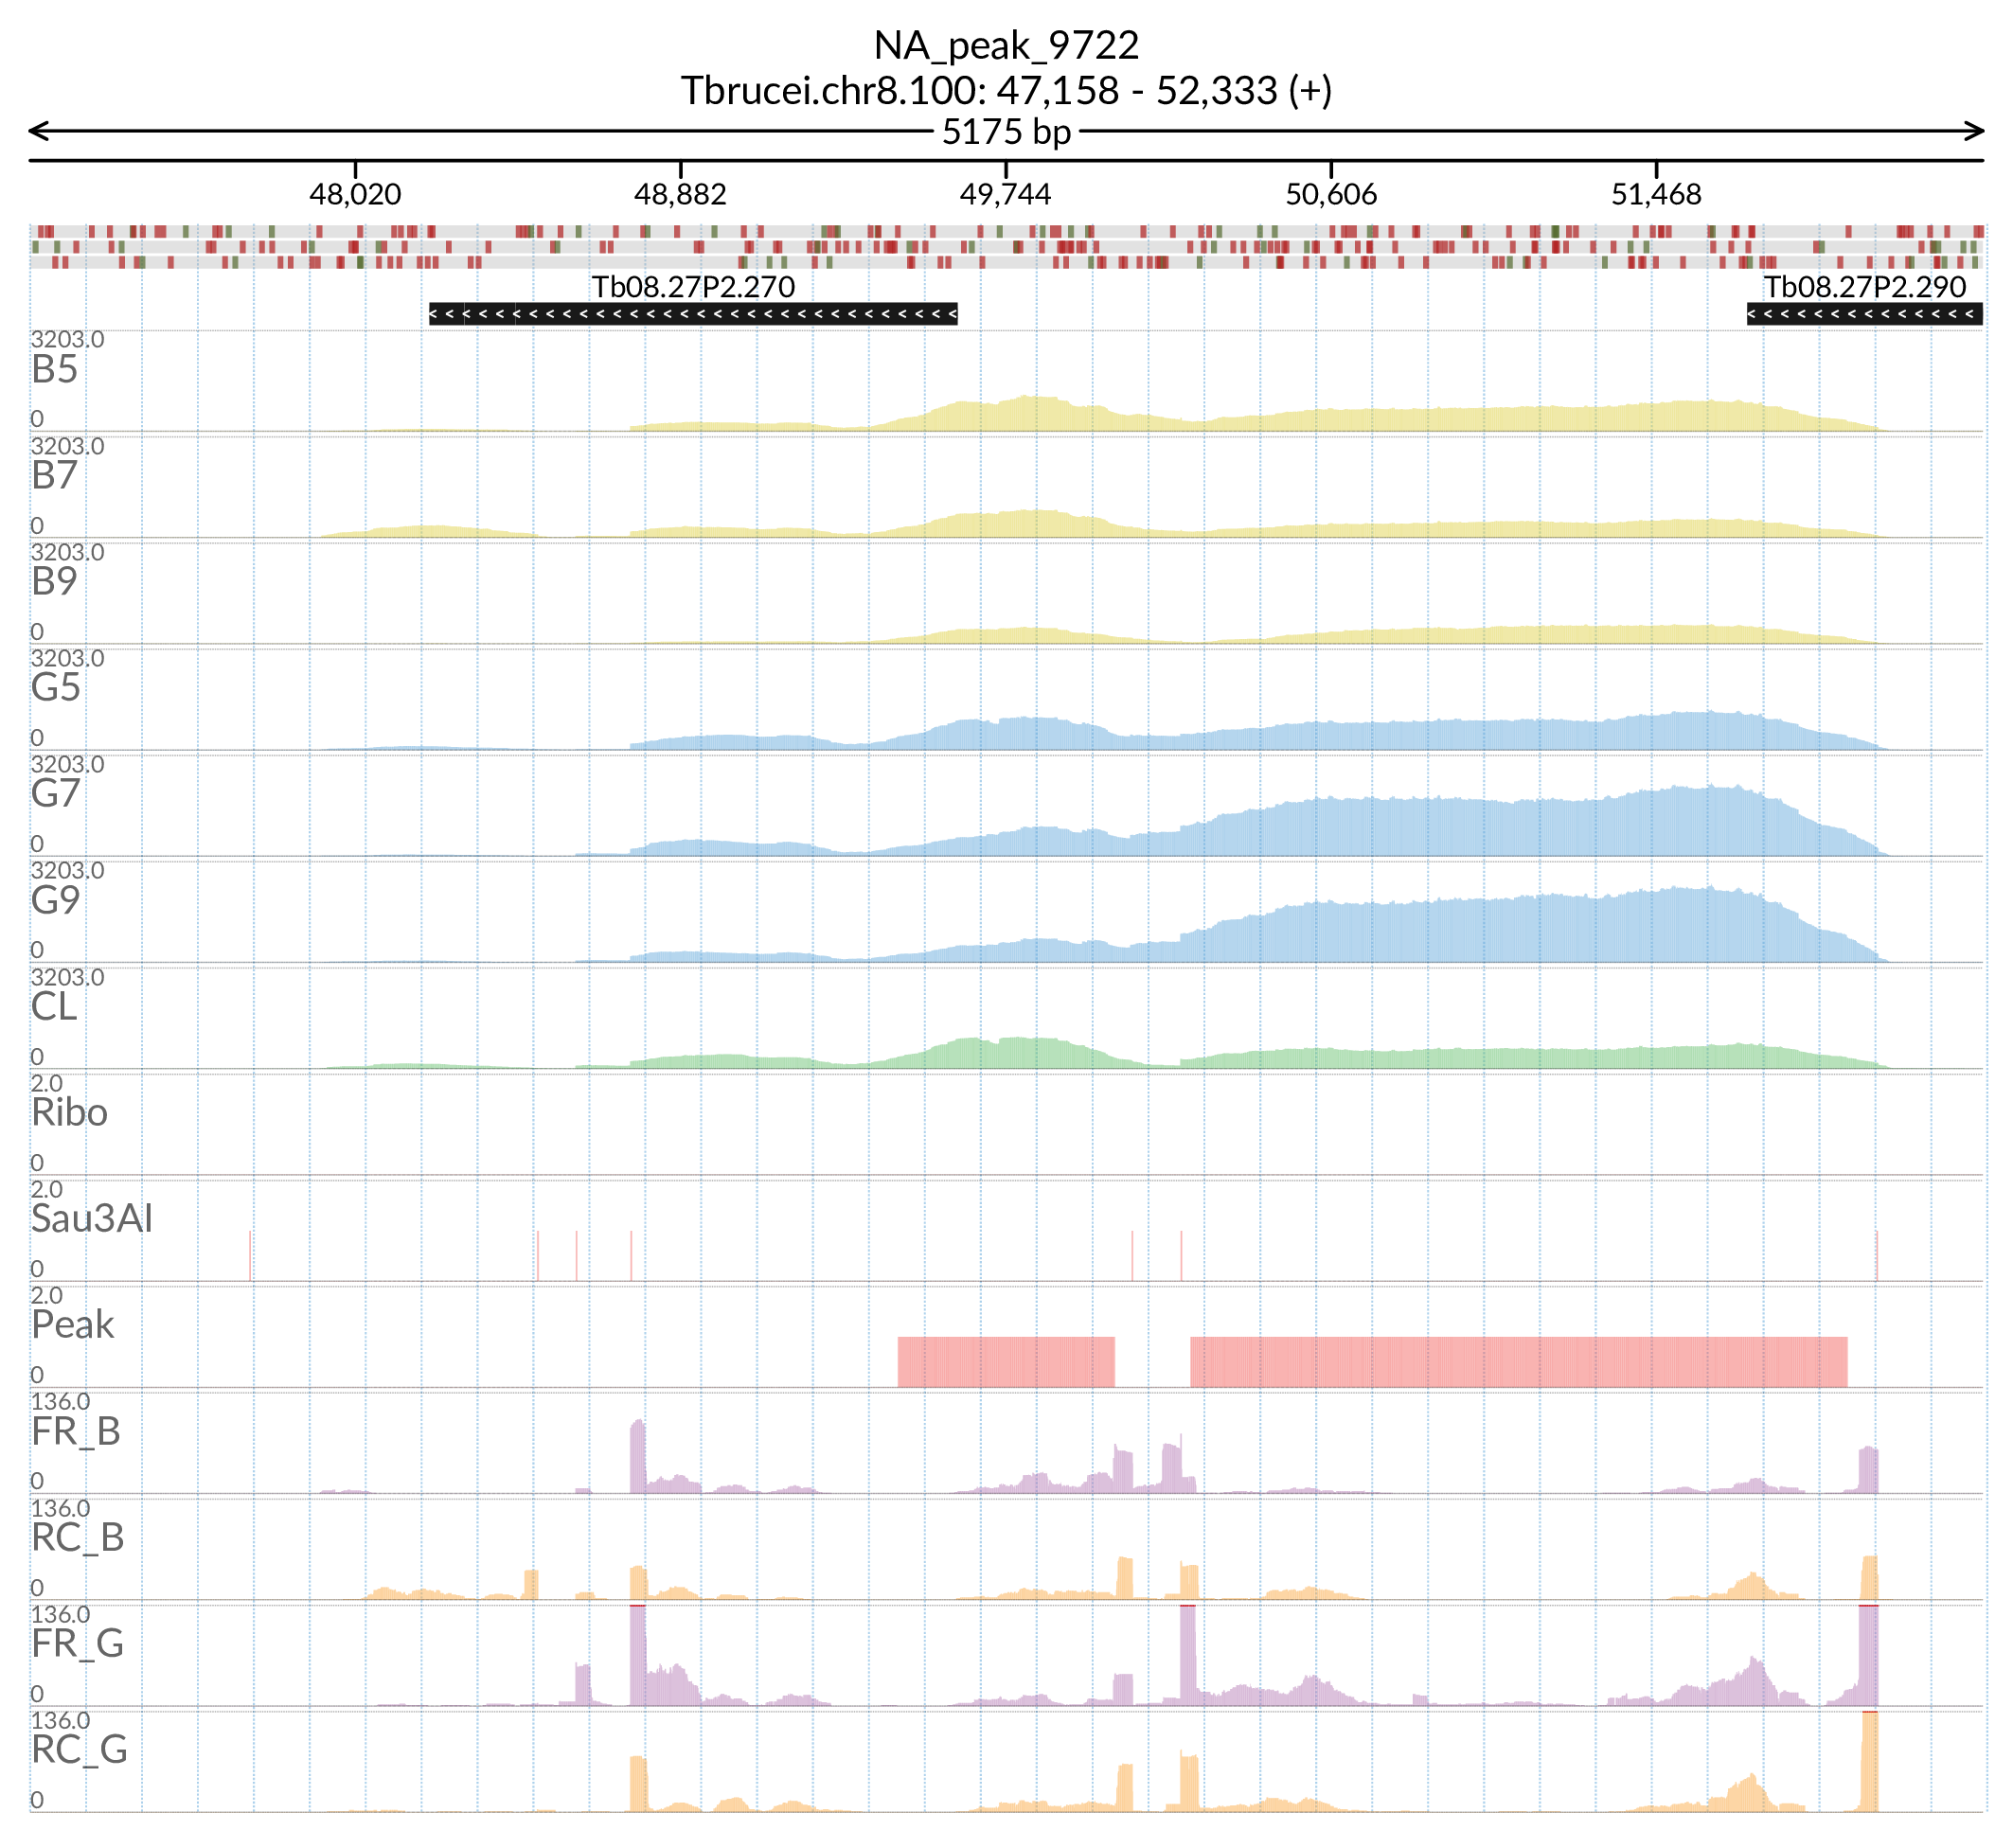 NA_peak_9722
Tbrucei.chr8.100: 47,158 - 52,333 (+)
5175 bp
48,020 48,882 49,744 50,606 51,468
Tb08.27P2.270 Tb08.27P2.290
3203.0
B5
0
3203.0
B7
0
3203.0
B9
0
3203.0
G5
0
3203.0
G7
0
3203.0
G9
0
3203.0
CL
0
2.0
Ribo
0
2.0
Sau3AI
0
2.0
Peak
0
136.0
FR_B
0
136.0
RC_B
0
136.0
FR_G
0
136.0
RC_G
0